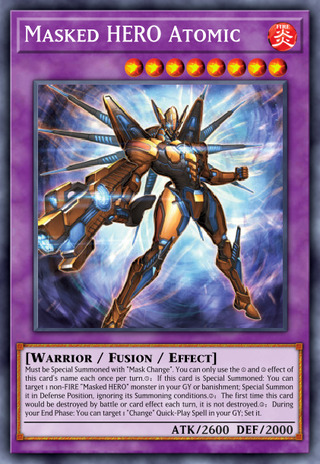 Masked HERO Atomic
FIRE
炎
[Warrior / Fusion / Effect]
Must be Special Summoned with "Mask Change". You can only use the ① and ③ effect of
this card's name each once per turn.①: If this card is Special Summoned: You can
target 1 non-FIRE "Masked HERO" monster in your GY or banishment; Special Summon
it in Defense Position, ignoring its Summoning conditions.②: The first time this card
would be destroyed by battle or card effect each turn, it is not destroyed.③: During
your End Phase: You can target 1 "Change" Quick-Play Spell in your GY; Set it.
ATK/2600 DEF/2000